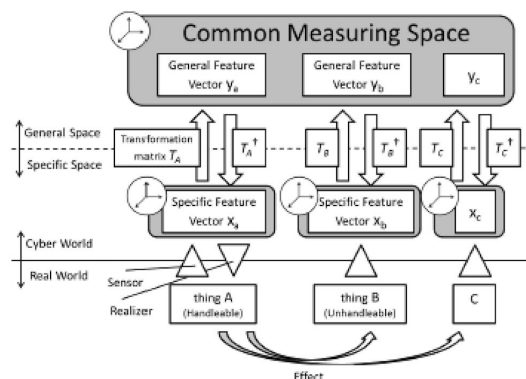 Common Measuring Space
General Feature
Vector ya
General Feature
Vector yb
yc
General Space
Specific Space
Transformation
matrix TA
TA†
TB
TB†
TC
TC†
Specific Feature
Vector xa
Specific Feature
Vector xb
xc
Cyber World
Real World
Sensor
Realizer
thing A
(Handleable)
thing B
(Unhandleable)
C
Effect